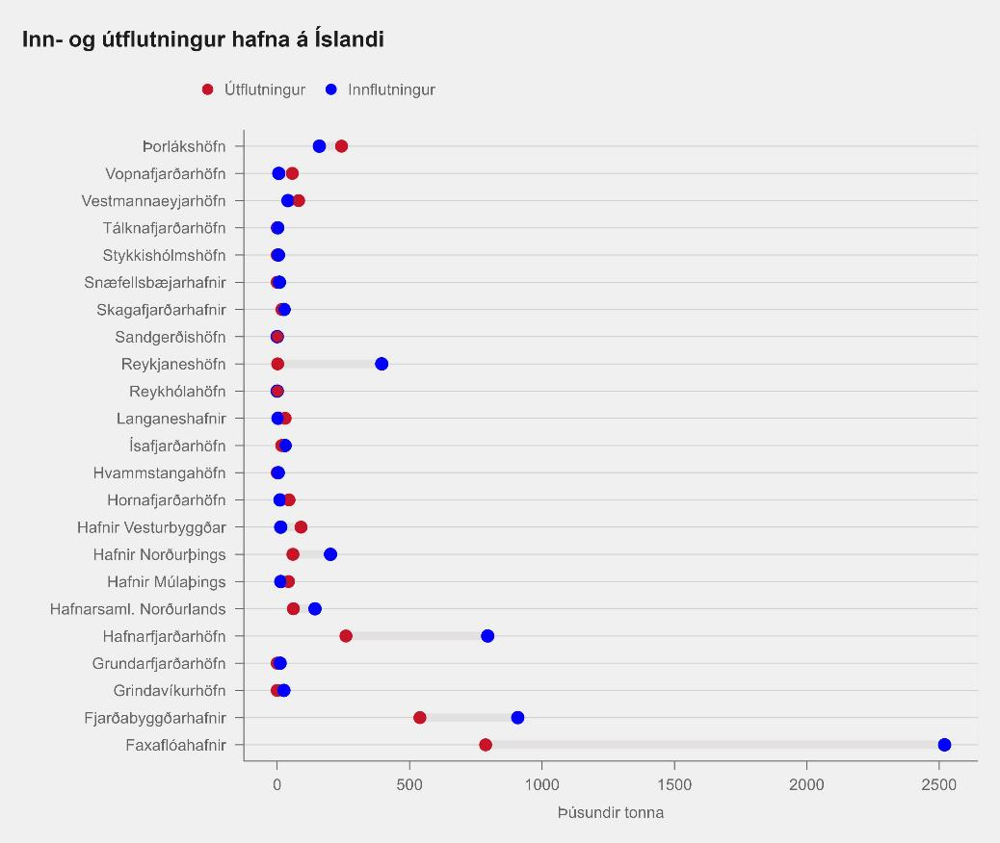 Inn- og útflutningur hafna á Íslandi
Útflutningur Innflutningur
Þorlákshöfn
Vopnafjarðarhöfn
Vestmannaeyjarhöfn
Tálknafjarðarhöfn
Stykkishólmshöfn
Snæfellsbæjarhafnir
Skagafjarðarhafnir
Sandgerðishöfn
Reykjaneshöfn
Reykhólahöfn
Langaneshafnir
Ísafjarðarhöfn
Hvammstangahöfn
Hornafjarðarhöfn
Hafnir Vesturbyggðar
Hafnir Norðurþings
Hafnir Múlaþings
Hafnarsaml. Norðurlands
Hafnarfjarðarhöfn
Grundarfjarðarhöfn
Grindavíkurhöfn
Fjarðabyggðarhafnir
Faxaflóahafnir
0 500 1000 1500 2000 2500
Þúsundir tonna